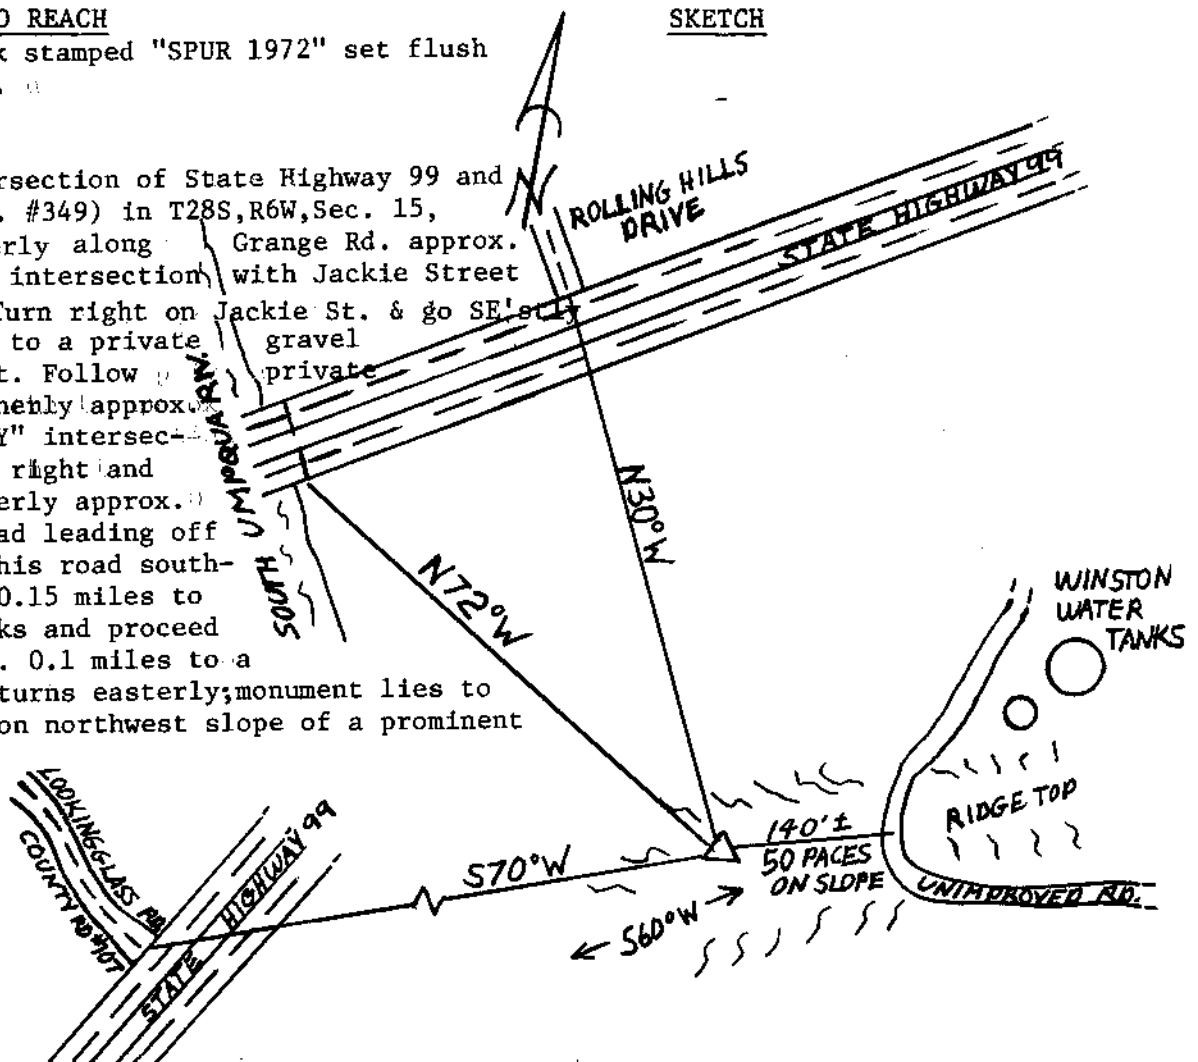 O REACH
SKETCH
k stamped "SPUR 1972" set flush
rsection of State Highway 99 and
. #349) in T28S,R6W,Sec. 15,
erly along Grange Rd. approx.
intersection with Jackie Street
Turn right on Jackie St. & go SE'stly
to a private gravel
t. Follow private
approx.
Y" intersec-
right and
erly approx.
ad leading off
his road south-
0.15 miles to
ks and proceed
. 0.1 miles to a
turns easterly;monument lies to
on northwest slope of a prominent
N
ROLLING HILLS
DRIVE
STATE HIGHWAY 99
SOUTH UMPQUA RIV.
N30°W
N72°W
WINSTON
WATER
TANKS
RIDGE TOP
140'±
50 PACES
ON SLOPE
UNIMPROVED RD.
S70°W
S60°W
LOOKINGGLASS RD.
COUNTY RD #107
STATE HIGHWAY 99